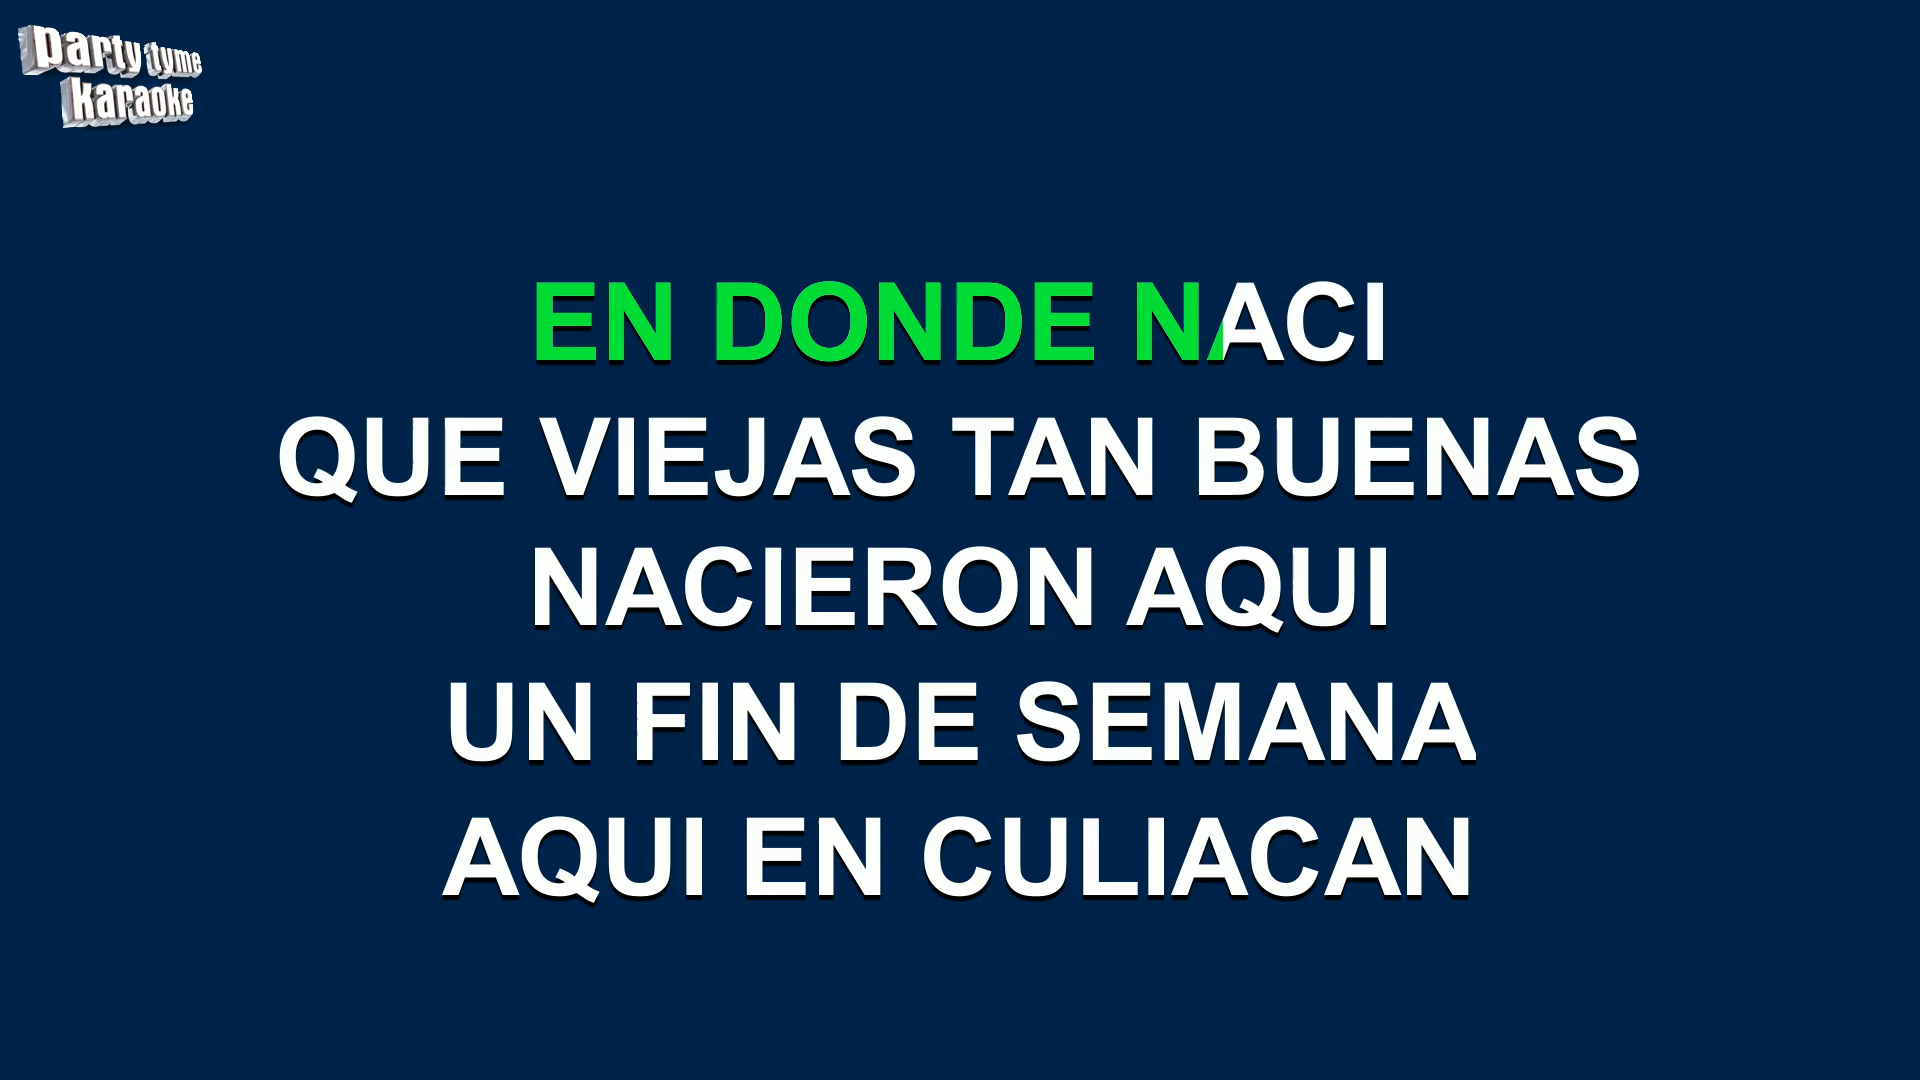 party tyme
karaoke
EN DONDE NACI
QUE VIEJAS TAN BUENAS
NACIERON AQUI
UN FIN DE SEMANA
AQUI EN CULIACAN